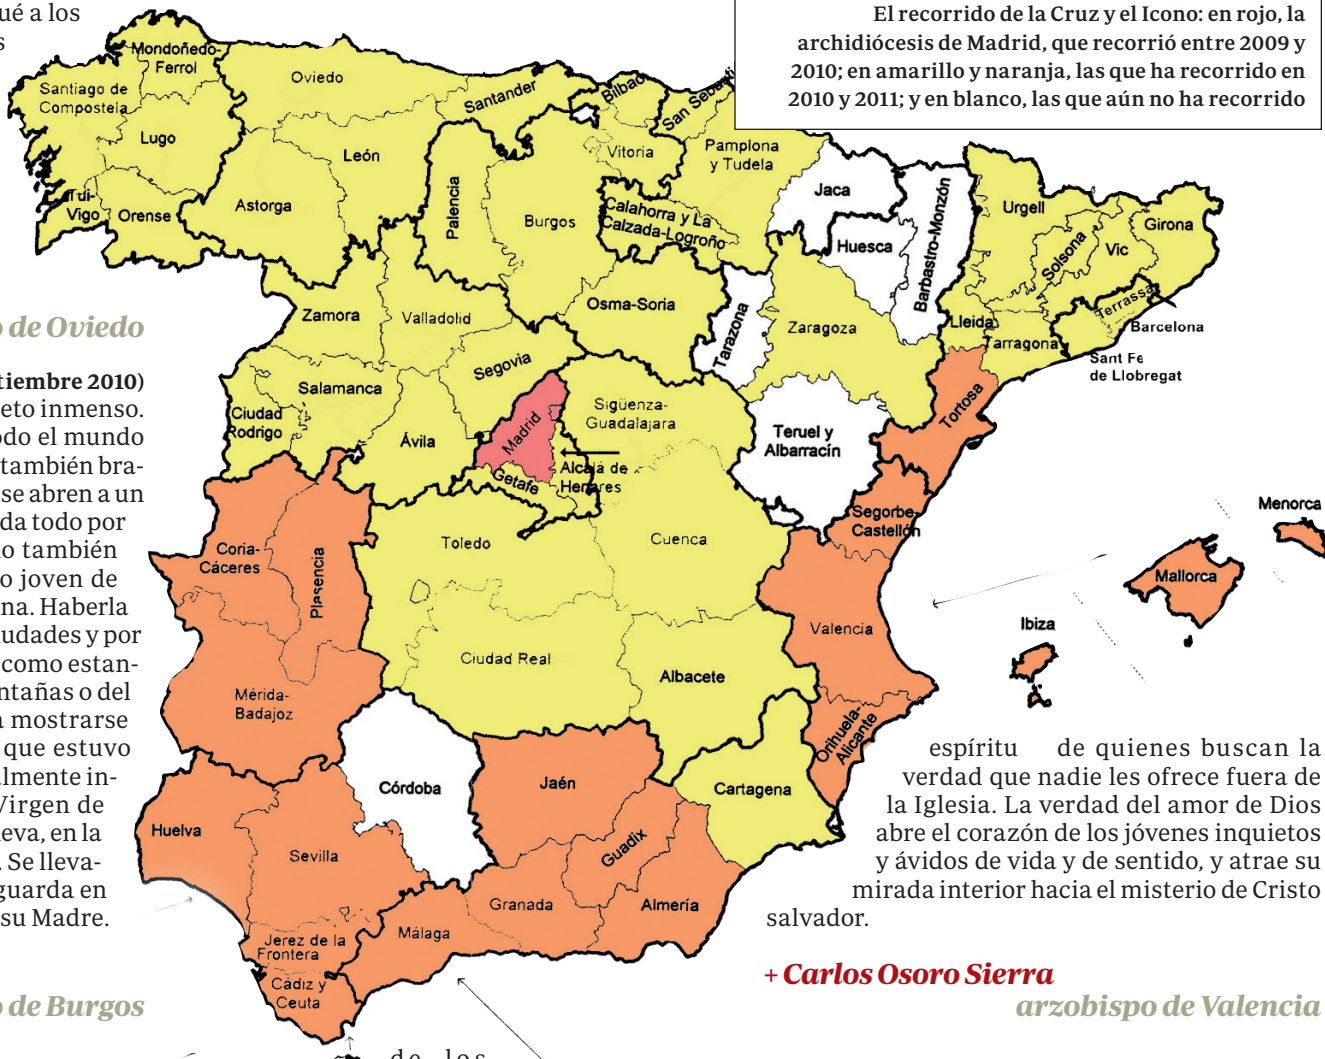 ué a los
s
El recorrido de la Cruz y el Icono: en rojo, la
archidiócesis de Madrid, que recorrió entre 2009 y
2010; en amarillo y naranja, las que ha recorrido en
2010 y 2011; y en blanco, las que aún no ha recorrido
Mondoñedo-
Ferrol
Santiago de
Compostela
Lugo
Tui-
Vigo
Orense
Oviedo
Santander
Bilbao
San Sebasti
León
Astorga
Palencia
Burgos
Vitoria
Pamplona
y Tudela
Calahorra y La
Calzada-Logroño
Jaca
Huesca
Barbastro-Monzón
Urgell
Solsona
Vic
Girona
Terrassa
Barcelona
Sant Fe
de Llobregat
Lleida
Tarragona
Tortosa
Zaragoza
Tarazona
Osma-Soria
Zamora
Valladolid
Segovia
Salamanca
Ciudad
Rodrigo
Ávila
Madrid
Getafe
Alcalá de
Henares
Sigüenza-
Guadalajara
Teruel y
Albarracín
Segorbe-
Castellón
Cuenca
Toledo
Coria-
Cáceres
Plasencia
Mérida-
Badajoz
Ciudad Real
Albacete
Valencia
Orihuela-
Alicante
Cartagena
Menorca
Mallorca
Ibiza
Córdoba
Jaén
Huelva
Sevilla
Guadix
Granada
Almería
Málaga
Jerez de la
Frontera
Cádiz y
Ceuta
o de Oviedo
tiembre 2010)
eto inmenso.
odo el mundo
también bra-
se abren a un
da todo por
o también
o joven de
na. Haberla
iudades y por
como estan-
ntañas o del
a mostrarse
que estuvo
almente in-
Virgen de
leva, en la
. Se lleva-
guarda en
su Madre.
o de Burgos
de los
espíritu de quienes buscan la
verdad que nadie les ofrece fuera de
la Iglesia. La verdad del amor de Dios
abre el corazón de los jóvenes inquietos
y ávidos de vida y de sentido, y atrae su
mirada interior hacia el misterio de Cristo
salvador.
+ Carlos Osoro Sierra
arzobispo de Valencia